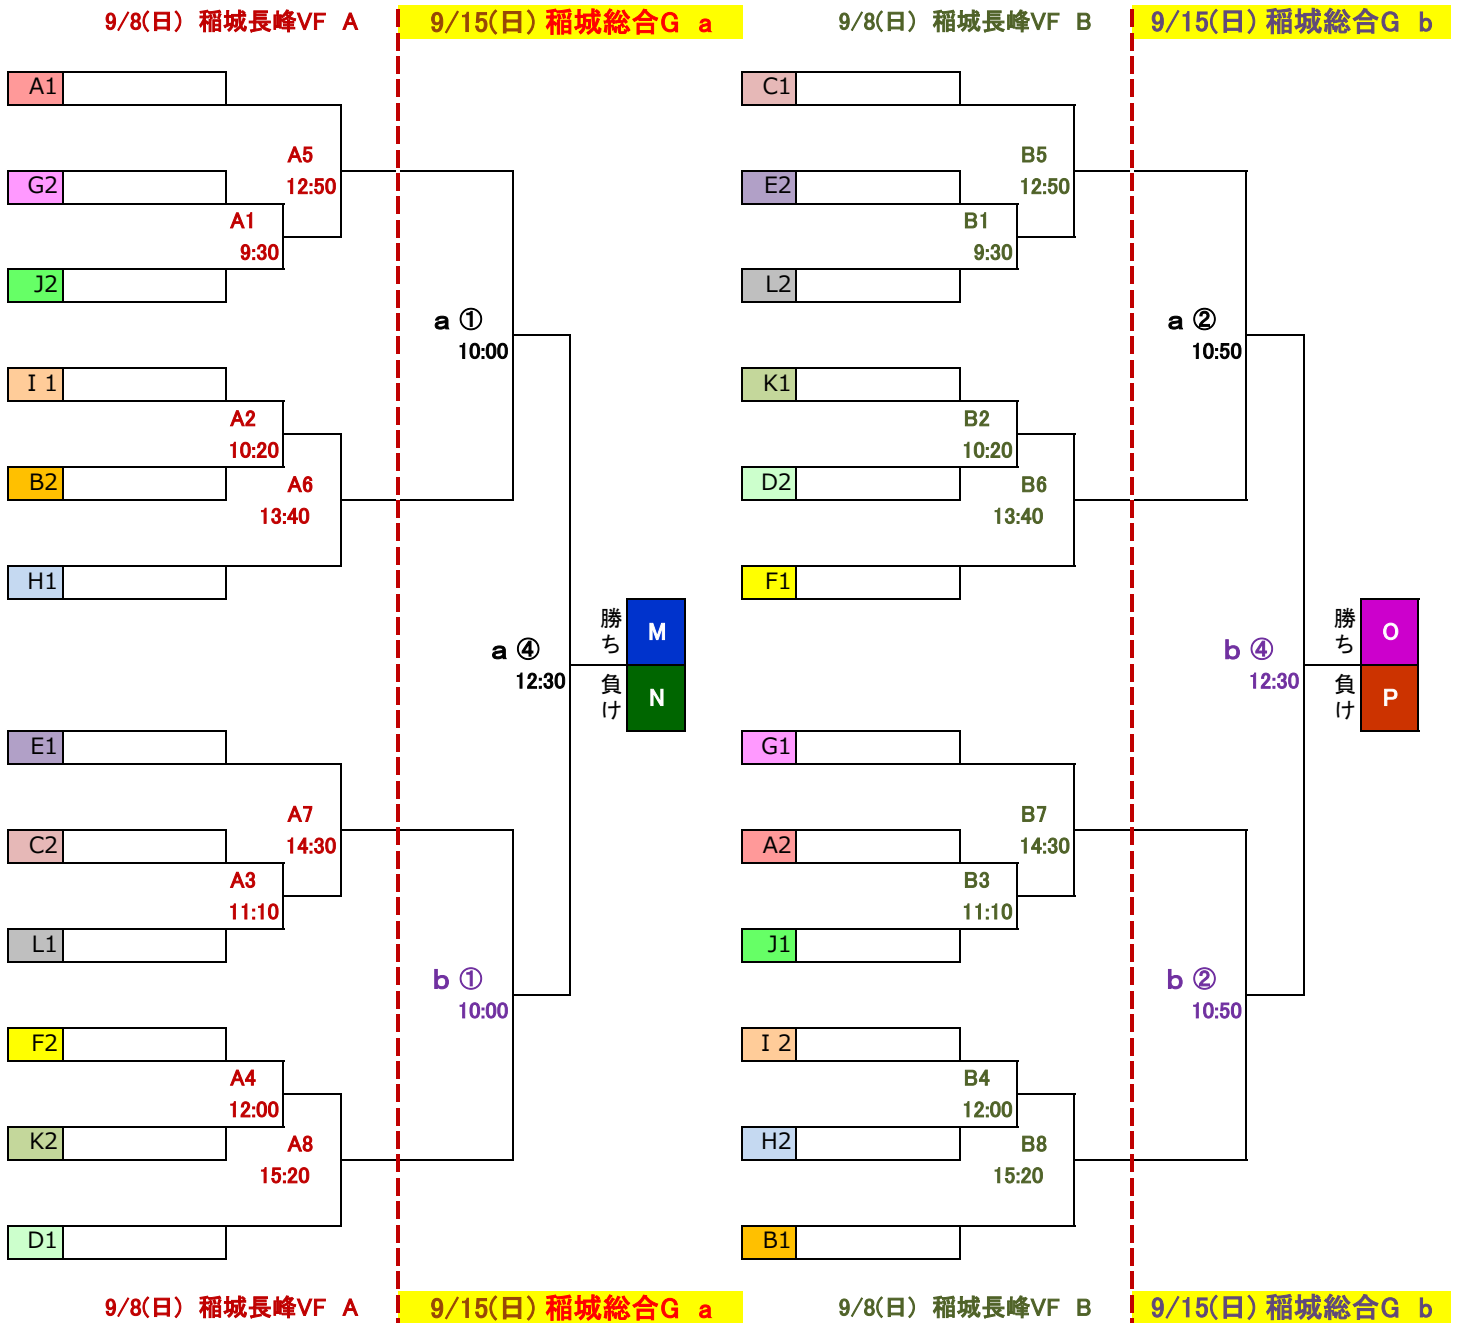 9/8(日) 稲城長峰VF A
9/15(日) 稲城総合G a
9/8(日) 稲城長峰VF B
9/15(日) 稲城総合G b
A1
A5
12:50
G2
A1
9:30
J2
a ①
10:00
I 1
A2
10:20
B2
A6
13:40
H1
勝ち
M
a ④
12:30
負け
N
E1
A7
14:30
C2
A3
11:10
L1
b ①
10:00
F2
A4
12:00
K2
A8
15:20
D1
C1
B5
12:50
E2
B1
9:30
L2
a ②
10:50
K1
B2
10:20
D2
B6
13:40
F1
勝ち
O
b ④
12:30
負け
P
G1
B7
14:30
A2
B3
11:10
J1
b ②
10:50
I 2
B4
12:00
H2
B8
15:20
B1
9/8(日) 稲城長峰VF A
9/15(日) 稲城総合G a
9/8(日) 稲城長峰VF B
9/15(日) 稲城総合G b